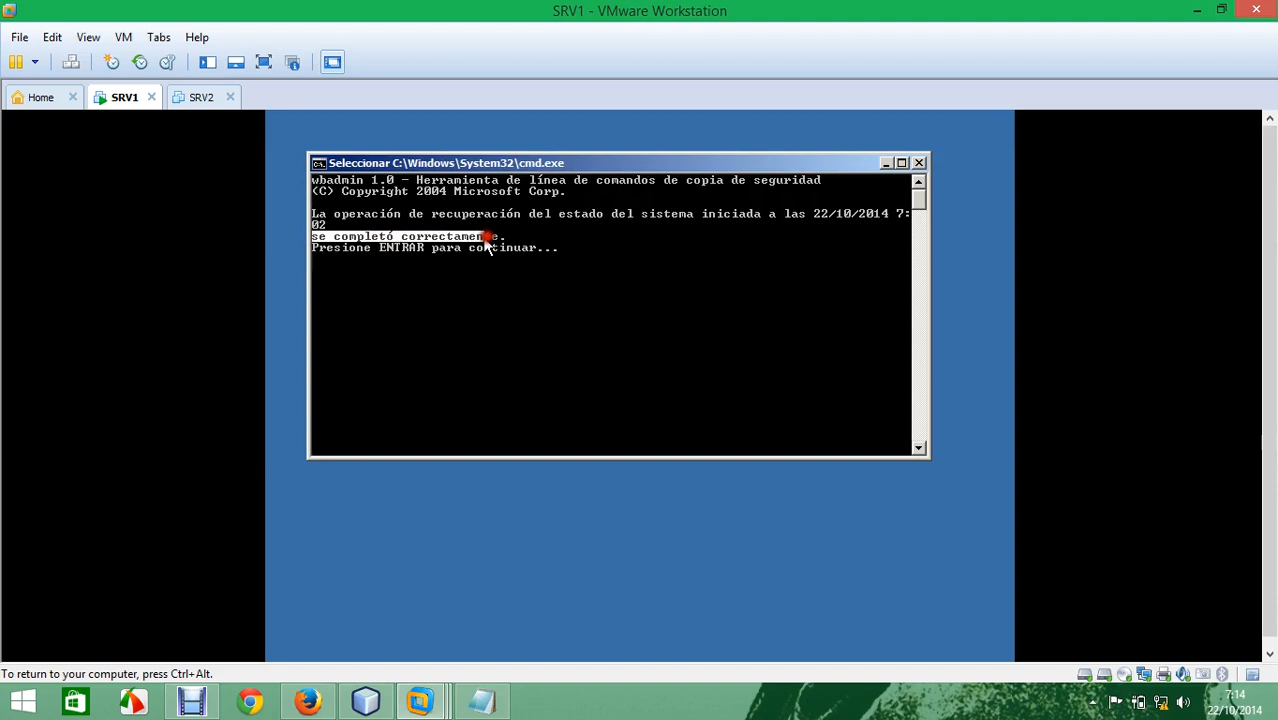 SRV1 - VMware Workstation
File Edit View VM Tabs Help
Home SRV1 SRV2
Seleccionar C:\Windows\System32\cmd.exe
wbadmin 1.0 - Herramienta de línea de comandos de copia de seguridad
(C) Copyright 2004 Microsoft Corp.
La operación de recuperación del estado del sistema iniciada a las 22/10/2014 7:
02
se completó correctamente.
Presione ENTRAR para continuar...
To return to your computer, press Ctrl+Alt.
7:14
22/10/2014